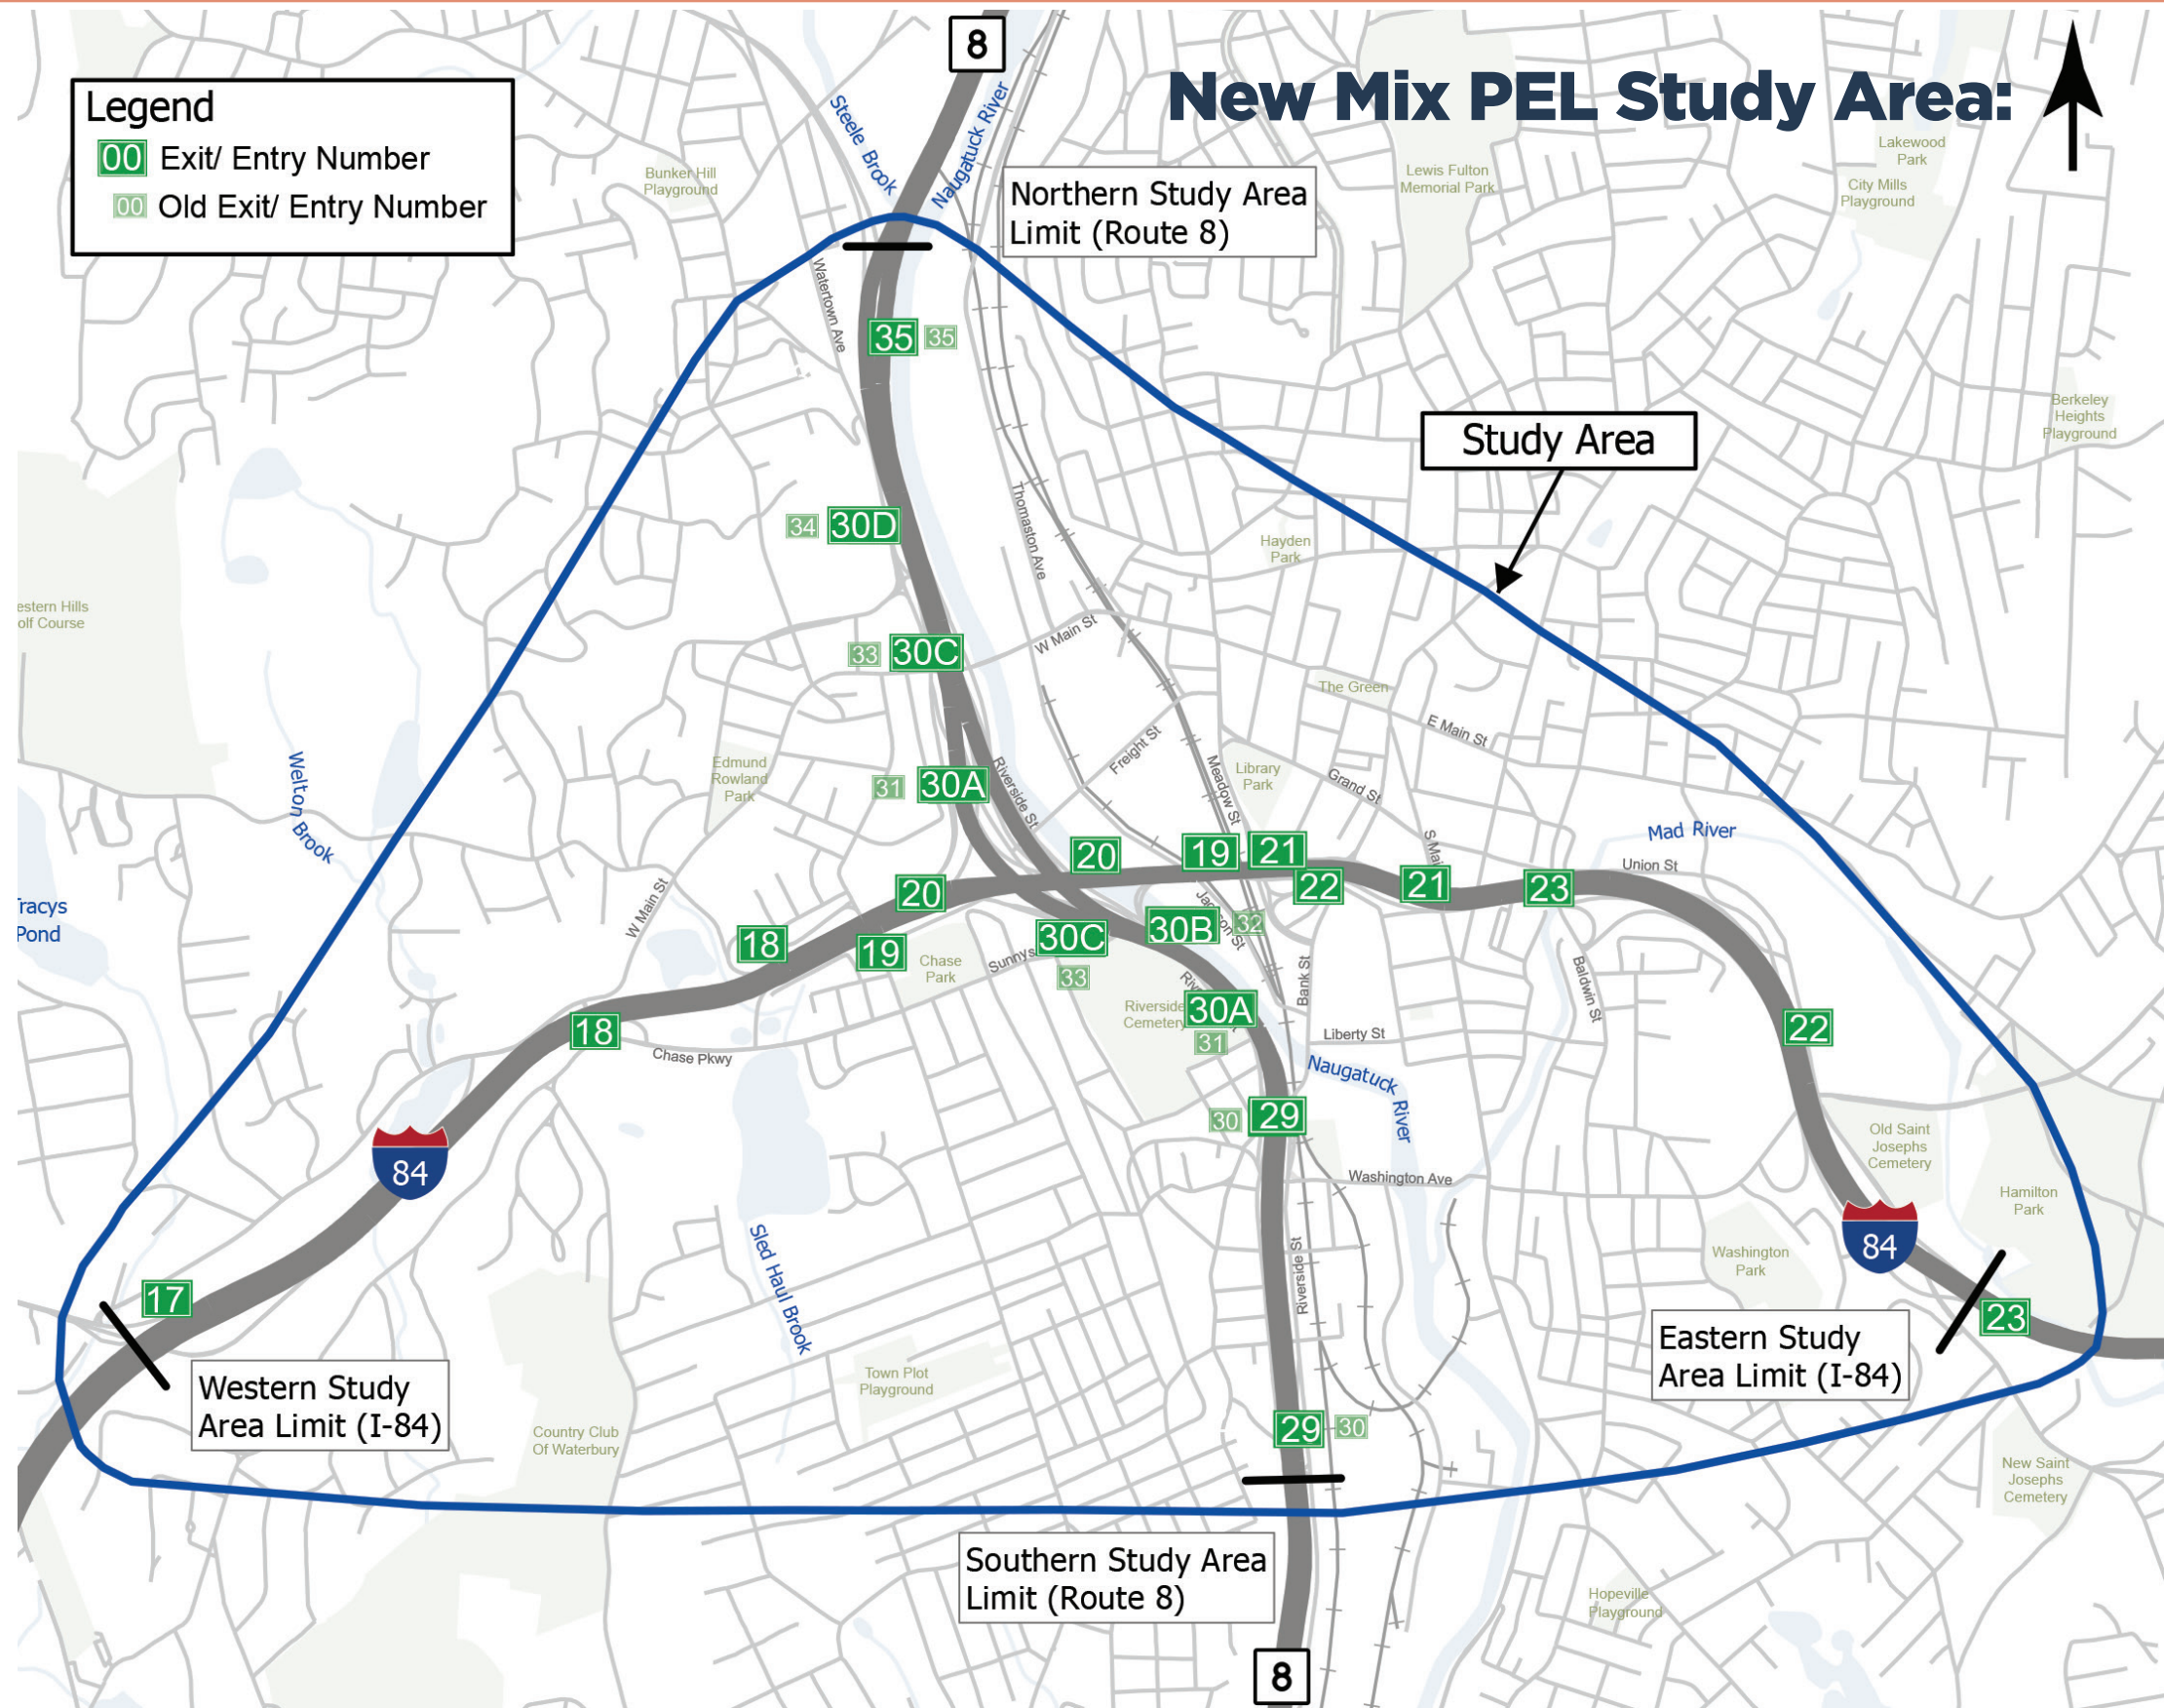 8
New Mix PEL Study Area:
Legend
00 Exit/ Entry Number
00 Old Exit/ Entry Number
Steele Brook
Naugatuck River
Bunker Hill
Playground
Northern Study Area
Limit (Route 8)
Lewis Fulton
Memorial Park
Lakewood
Park
City Mills
Playground
Watertown Ave
35 35
Study Area
Berkeley
Heights
Playground
34 30D
Thomaston Ave
Hayden
Park
estern Hills
olf Course
33 30C
W Main St
The Green
E Main St
Welton Brook
Edmund
Rowland
Park
31 30A
Riverside St
Freight St
Meadow St
Library
Park
Grand St
S Mai
Mad River
Union St
20
19
21
20
22
21
23
W Main St
Tracys
Pond
18
19
Chase
Park
Sunnys
30C
33
30B 32
Jackson St
Riv
Riverside
Cemetery
30A
31
Bank St
Baldwin St
Liberty St
22
18
Chase Pkwy
Naugatuck River
30 29
84
Washington Ave
Old Saint
Josephs
Cemetery
Hamilton
Park
Washington
Park
84
Sled Haul Brook
Riverside St
17
23
Western Study
Area Limit (I-84)
Eastern Study
Area Limit (I-84)
Town Plot
Playground
Country Club
Of Waterbury
29 30
New Saint
Josephs
Cemetery
Southern Study Area
Limit (Route 8)
Hopeville
Playground
8